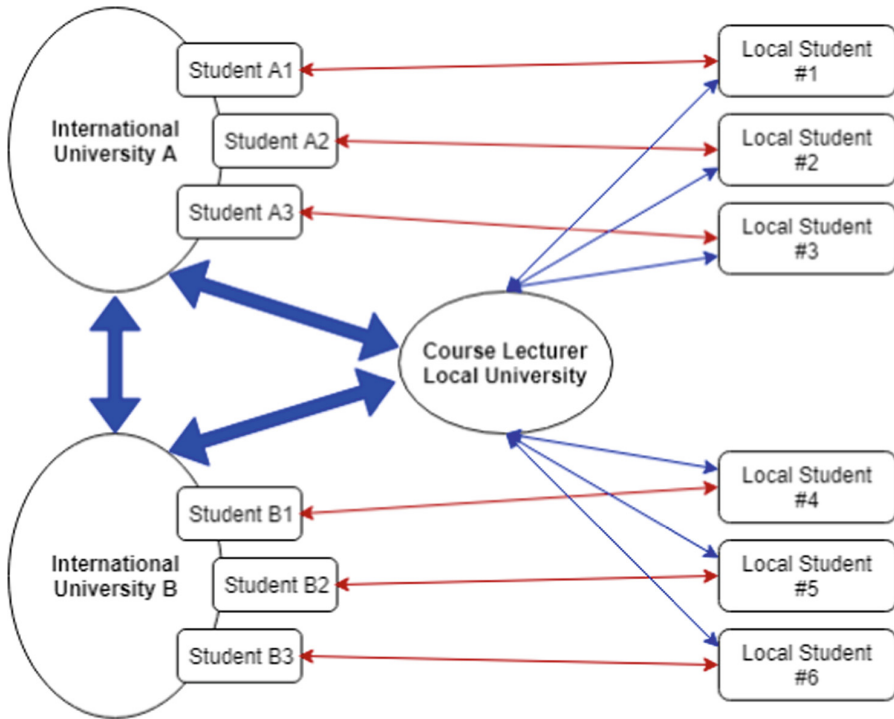 Student A1
Local Student
#1
International
University A
Student A2
Local Student
#2
Student A3
Local Student
#3
Course Lecturer
Local University
Student B1
Local Student
#4
International
University B
Student B2
Local Student
#5
Student B3
Local Student
#6